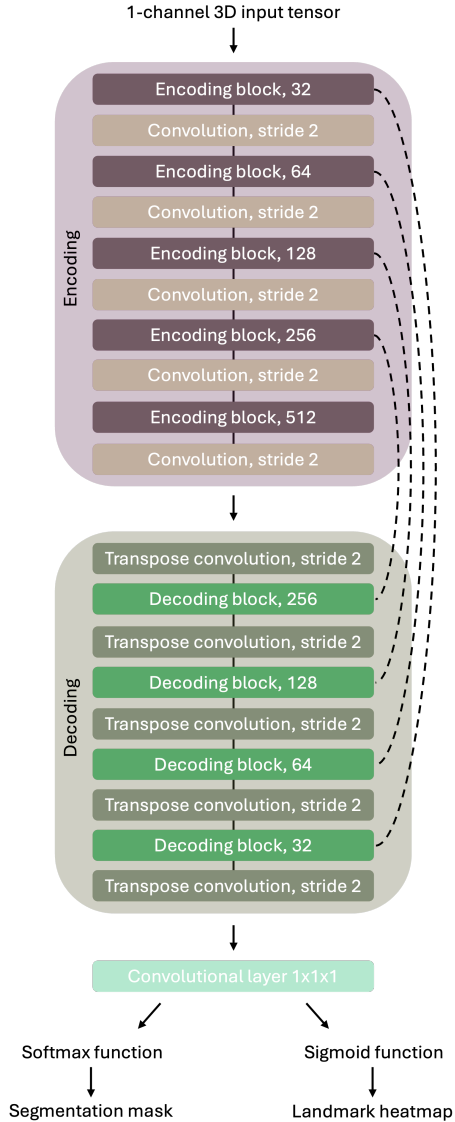 1-channel 3D input tensor
Encoding block, 32
Convolution, stride 2
Encoding block, 64
Convolution, stride 2
Encoding block, 128
Convolution, stride 2
Encoding block, 256
Convolution, stride 2
Encoding block, 512
Convolution, stride 2
Encoding
Transpose convolution, stride 2
Decoding block, 256
Transpose convolution, stride 2
Decoding block, 128
Transpose convolution, stride 2
Decoding block, 64
Transpose convolution, stride 2
Decoding block, 32
Transpose convolution, stride 2
Decoding
Convolutional layer 1x1x1
Softmax function
Sigmoid function
Segmentation mask
Landmark heatmap